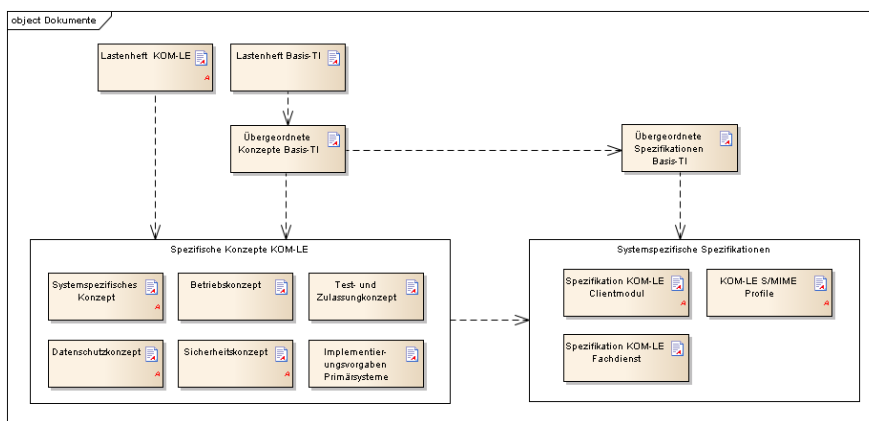 object Dokumente
Lastenheft KOM-LE
A
Lastenheft Basis-TI
Übergeordnete
Konzepte Basis-TI
Übergeordnete
Spezifikationen
Basis-TI
Spezifische Konzepte KOM-LE
Systemspezifisches
Konzept
A
Betriebskonzept
Test- und
Zulassungkonzept
Datenschutzkonzept
A
Sicherheitskonzept
A
Implementier-
ungsvorgaben
Primärsysteme
Systemspezifische Spezifikationen
Spezifikation KOM-LE
Clientmodul
A
KOM-LE S/MIME
Profile
A
Spezifikation KOM-LE
Fachdienst